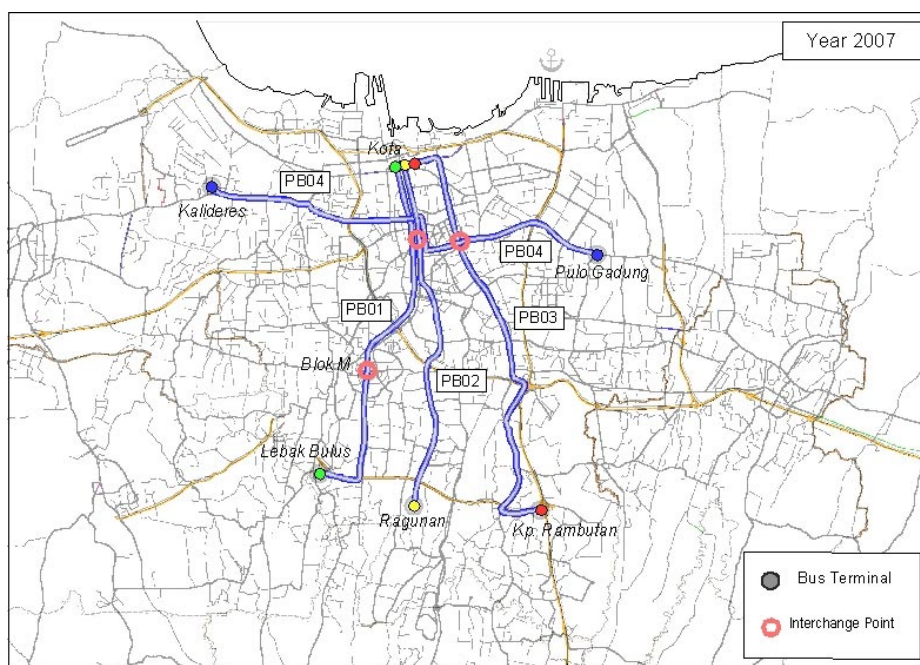 Year 2007
Kota
PB04
Kalideres
PB04
Pulo Gadung
PB01
PB03
Blok M
PB02
Lebak Bulus
Ragunan
Kp. Rambutan
Bus Terminal
Interchange Point